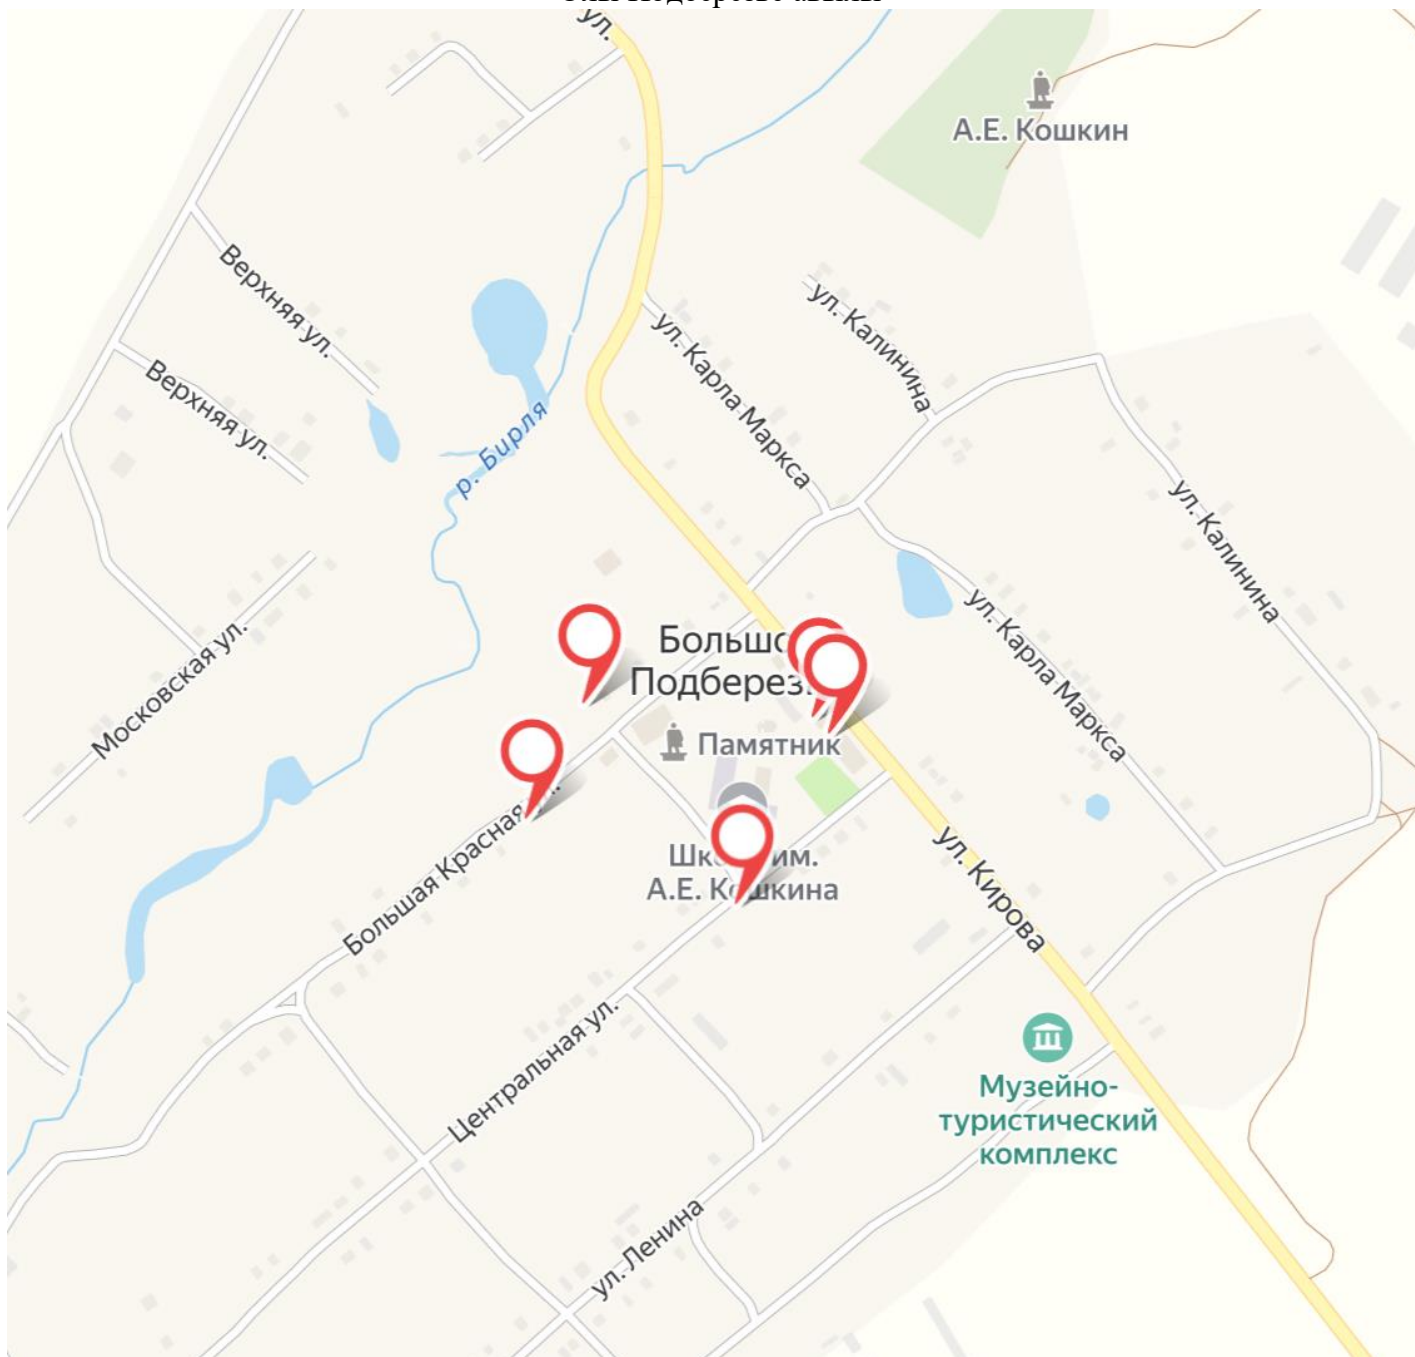 ул.
А.Е. Кошкин
Верхняя ул.
ул. Калинина
ул. Карла Маркса
Верхняя ул.
р. Бирля
ул. Калинина
ул. Карла Маркса
Московская ул.
Памятник
Большая Красная
А.Е. Кошкина
ул. Кирова
Центральная ул.
Музейно-
туристический
комплекс
ул. Ленина